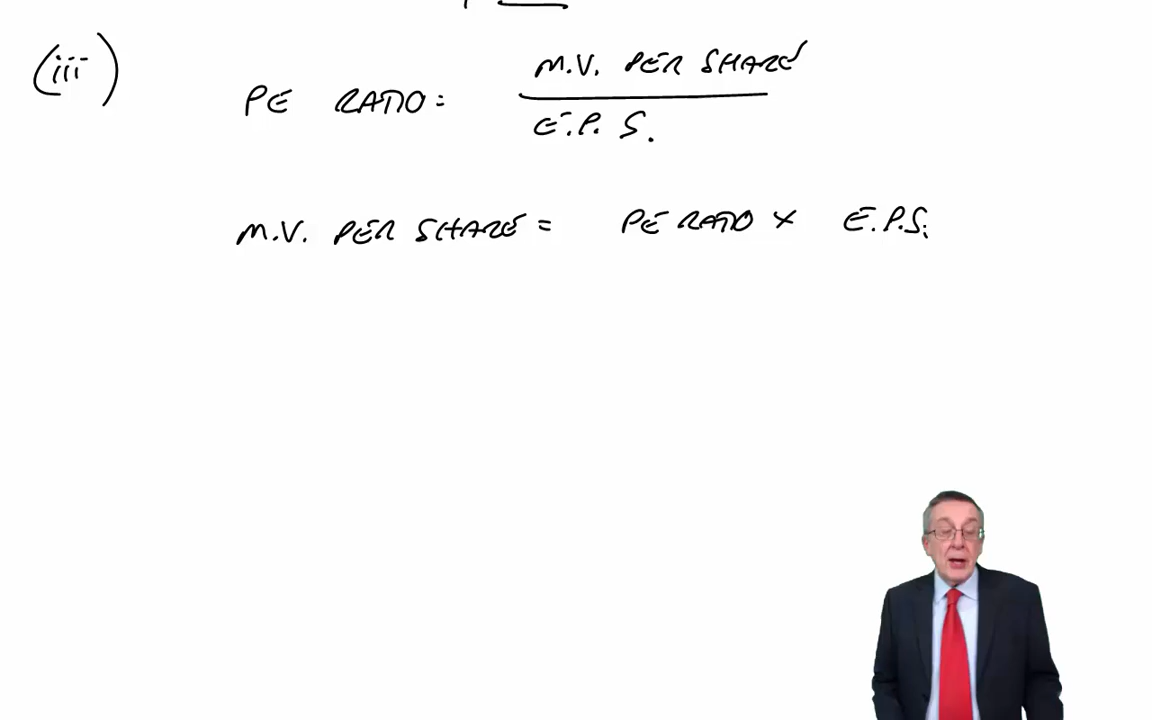 (iii)
PE RATIO = M.V. PER SHARE
E.P.S.
M.V. PER SHARE = PE RATIO × E.P.S.